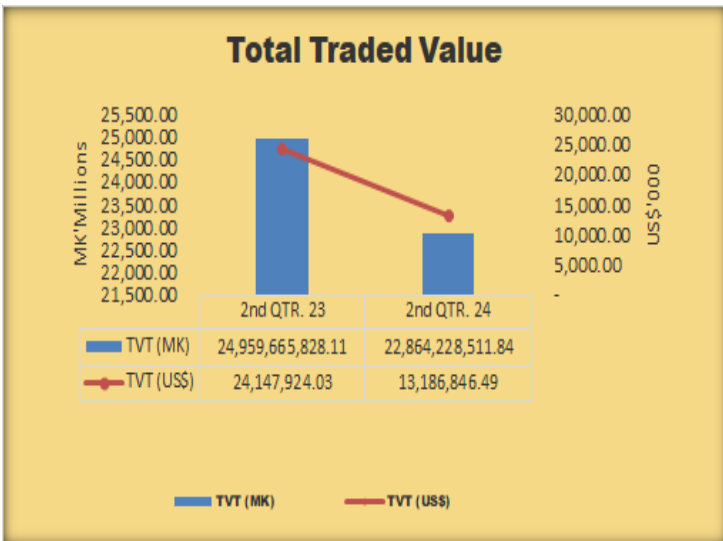 Total Traded Value
MK'Millions
25,500.00
25,000.00
24,500.00
24,000.00
23,500.00
23,000.00
22,500.00
22,000.00
21,500.00
30,000.00
25,000.00
20,000.00
15,000.00
10,000.00
5,000.00
-
US$'000
2nd QTR. 23 2nd QTR. 24
TVT (MK) 24,959,665,828.11 22,864,228,511.84
TVT (US$) 24,147,924.03 13,186,846.49
TVT (MK) TVT (US$)